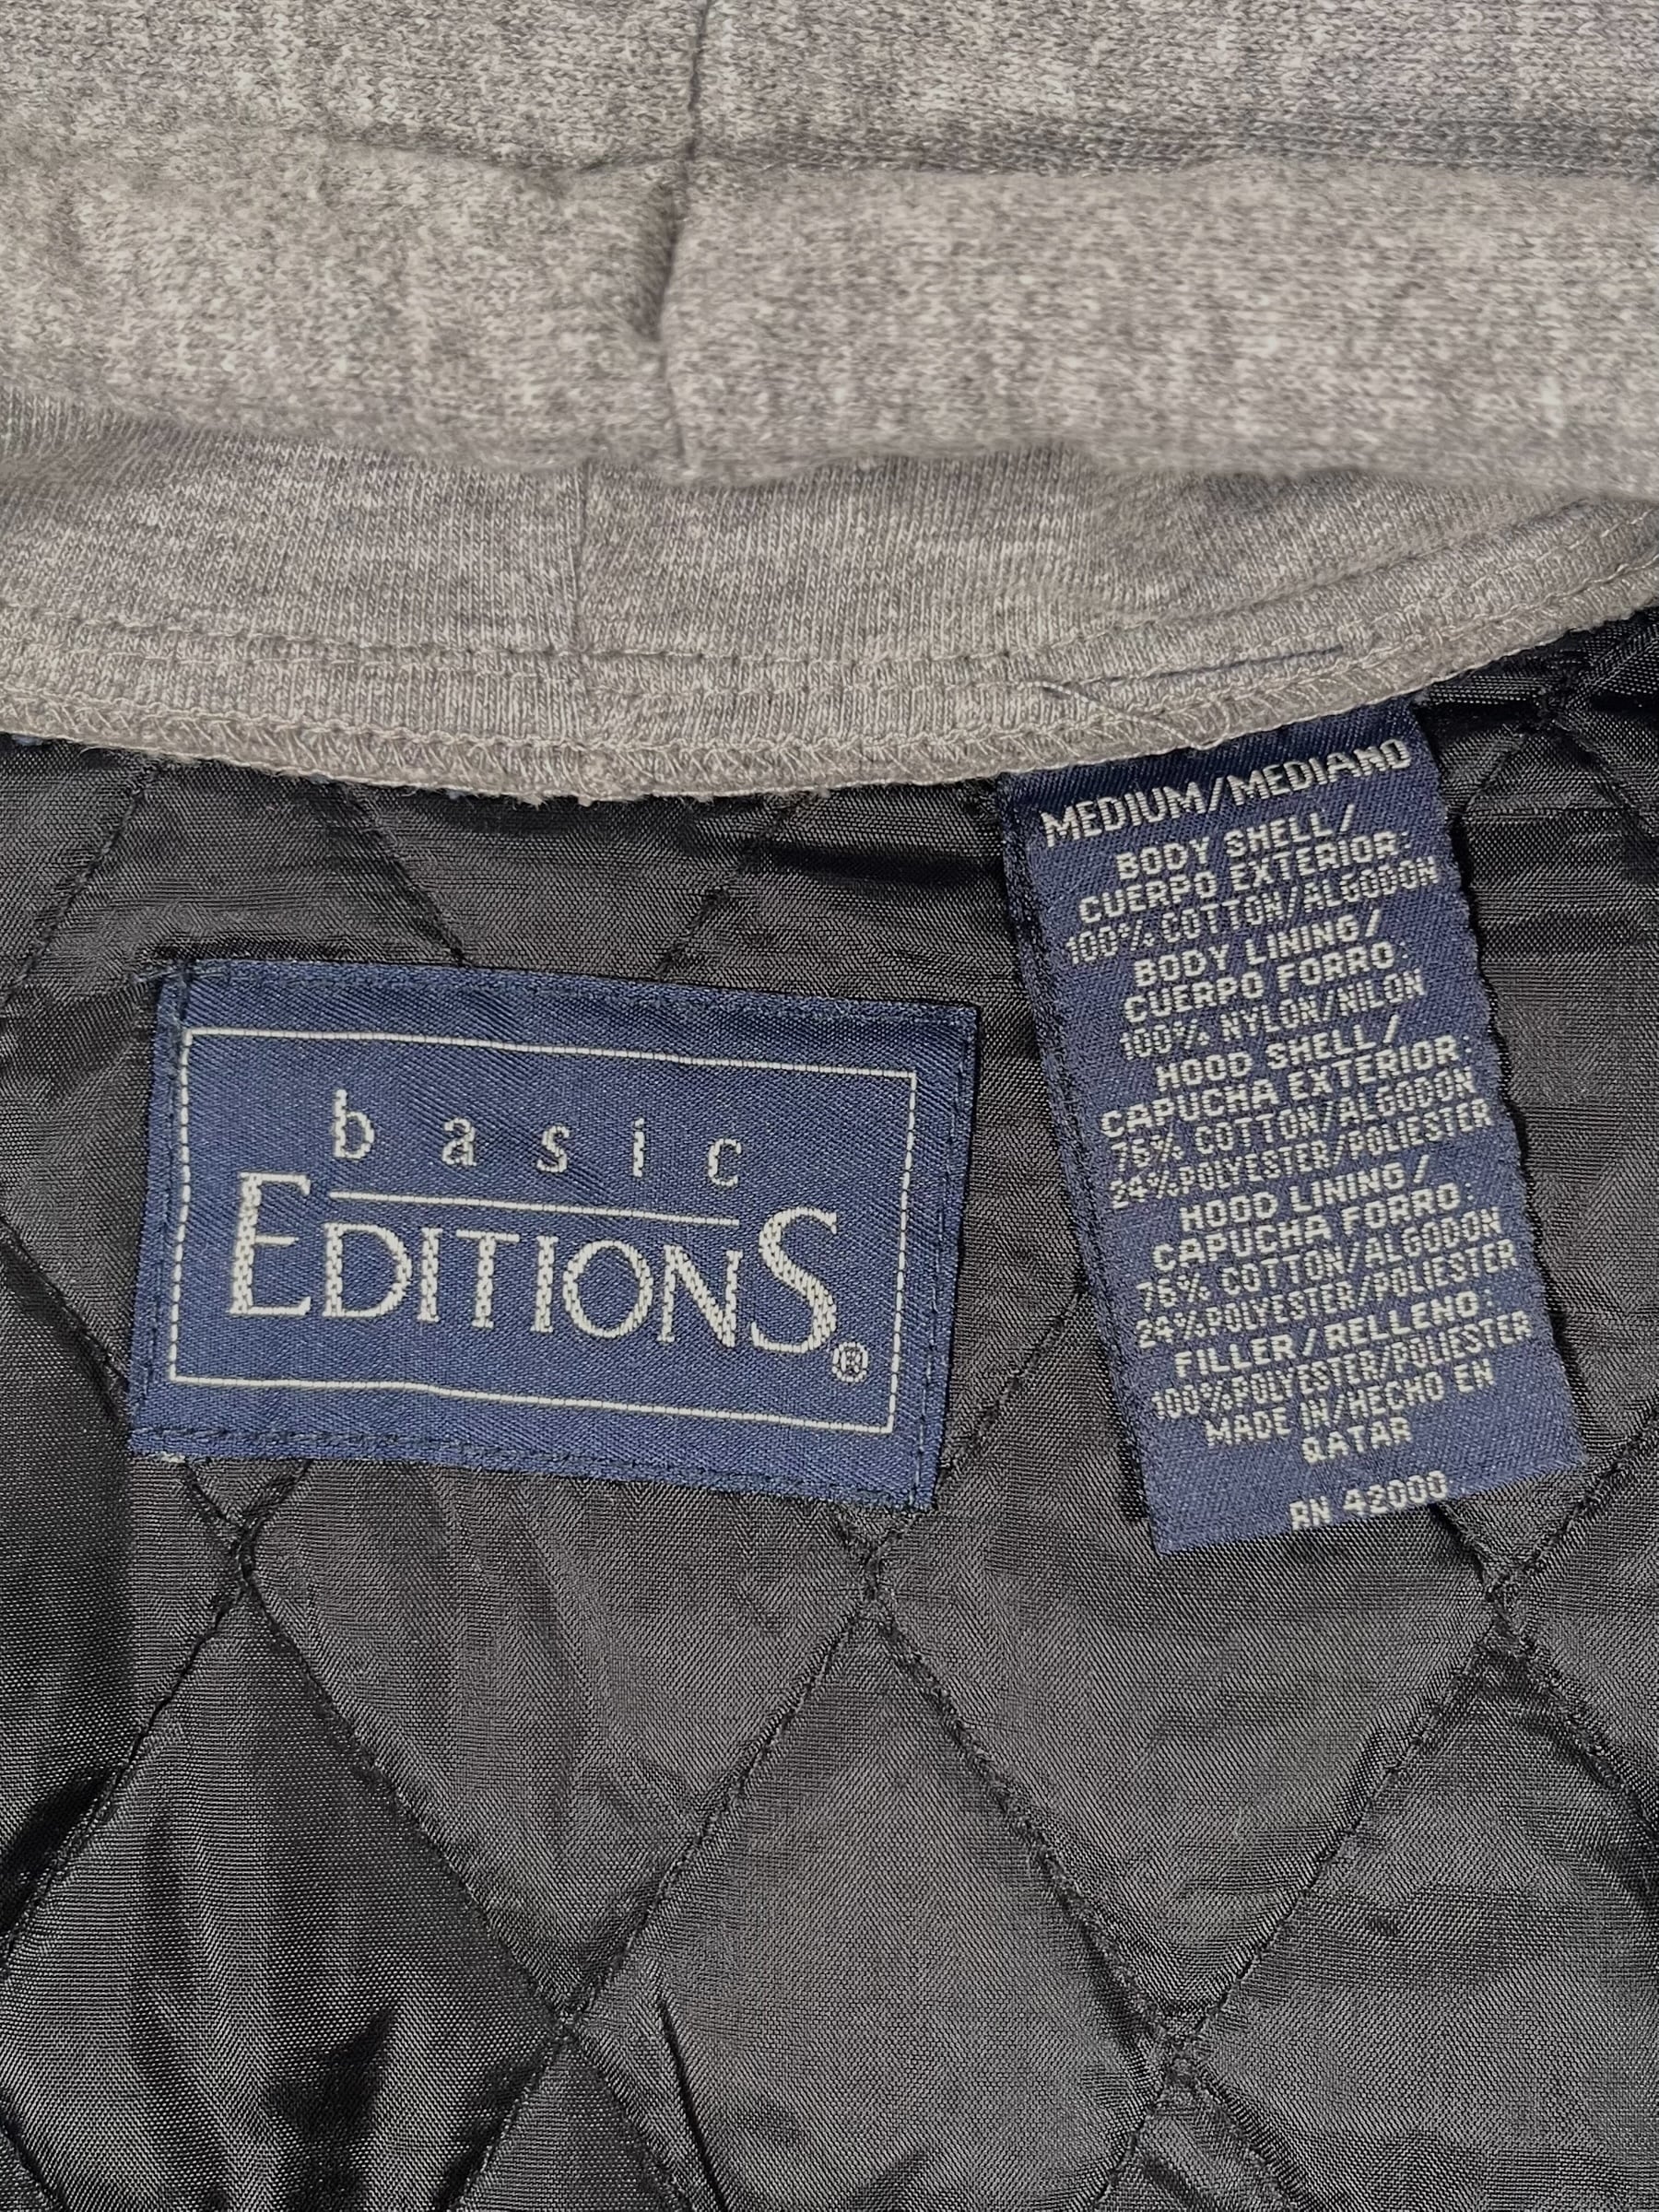 basic
EDITIONS®
MEDIUM/MEDIANO
BODY SHELL/
CUERPO EXTERIOR:
100% COTTON/ALGODON
BODY LINING/
CUERPO FORRO:
100% NYLON/NILON
HOOD SHELL/
CAPUCHA EXTERIOR:
76% COTTON/ALGODON
24%POLYESTER/POLIESTER
HOOD LINING/
CAPUCHA FORRO:
76% COTTON/ALGODON
24%POLYESTER/POLIESTER
FILLER/RELLENO:
100%POLYESTER/POLIESTER
MADE IN/HECHO EN
QATAR
RN 42000